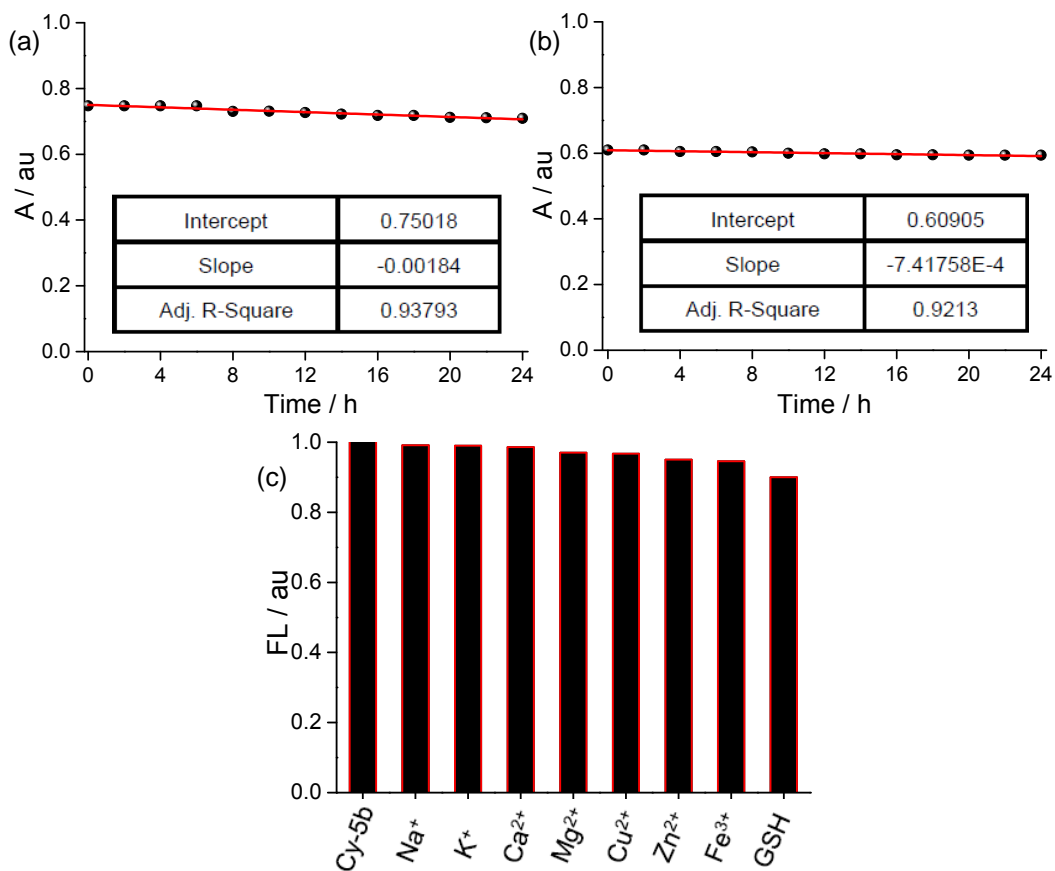 (a)
1.0
0.8
0.6
0.4
0.2
0.0
A / au
Intercept 0.75018
Slope -0.00184
Adj. R-Square 0.93793
0 4 8 12 16 20 24
Time / h
(b)
1.0
0.8
0.6
0.4
0.2
0.0
A / au
Intercept 0.60905
Slope -7.41758E-4
Adj. R-Square 0.9213
0 4 8 12 16 20 24
Time / h
(c)
1.0
0.8
0.6
0.4
0.2
0.0
FL / au
Cy-5b Na⁺ K⁺ Ca²⁺ Mg²⁺ Cu²⁺ Zn²⁺ Fe³⁺ GSH